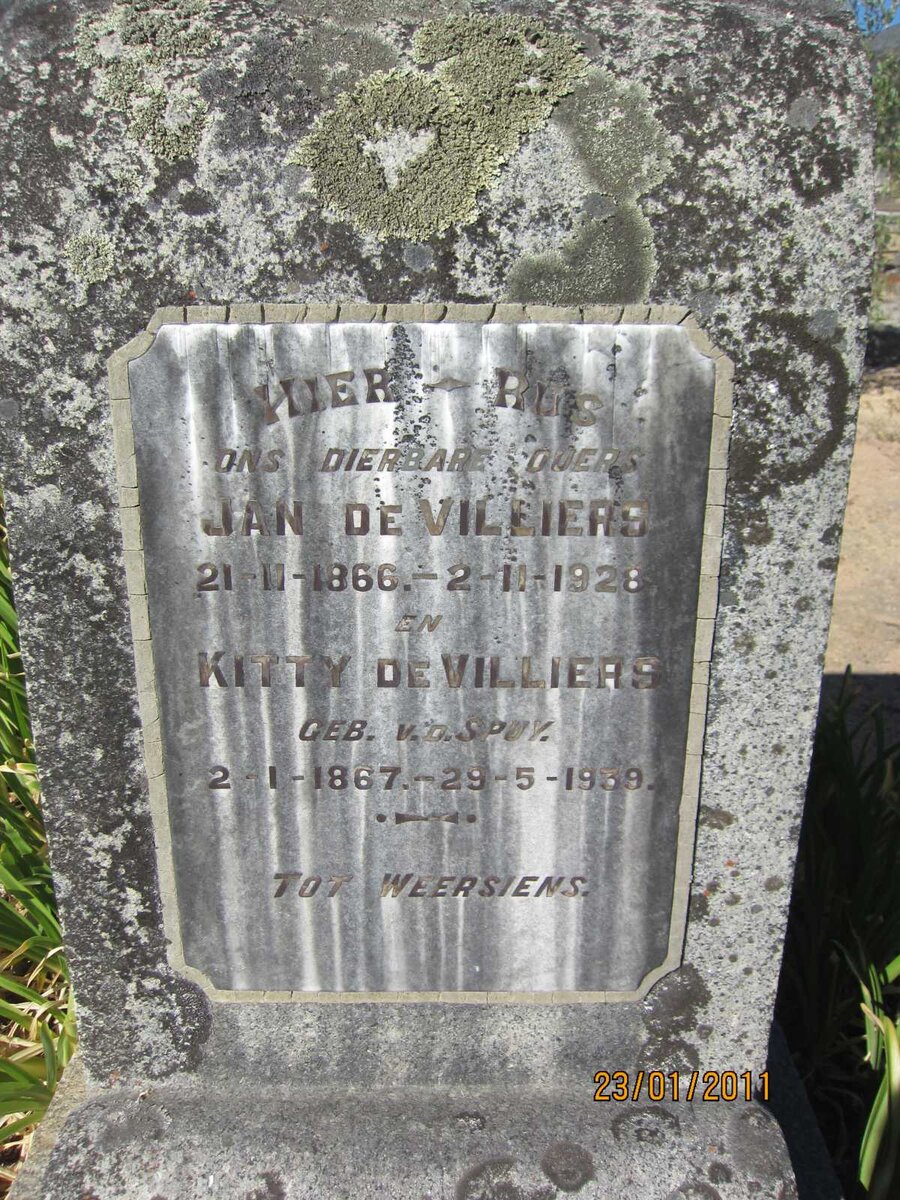 HIER RUS
ONS DIERBARE OUERS
JAN DE VILLIERS
21-11-1866.-2-11-1928.
EN
KITTY DE VILLIERS
GEB. V.D. SPUY.
2-1-1867.-29-5-1939.
TOT WEERSIENS.
23/01/2011